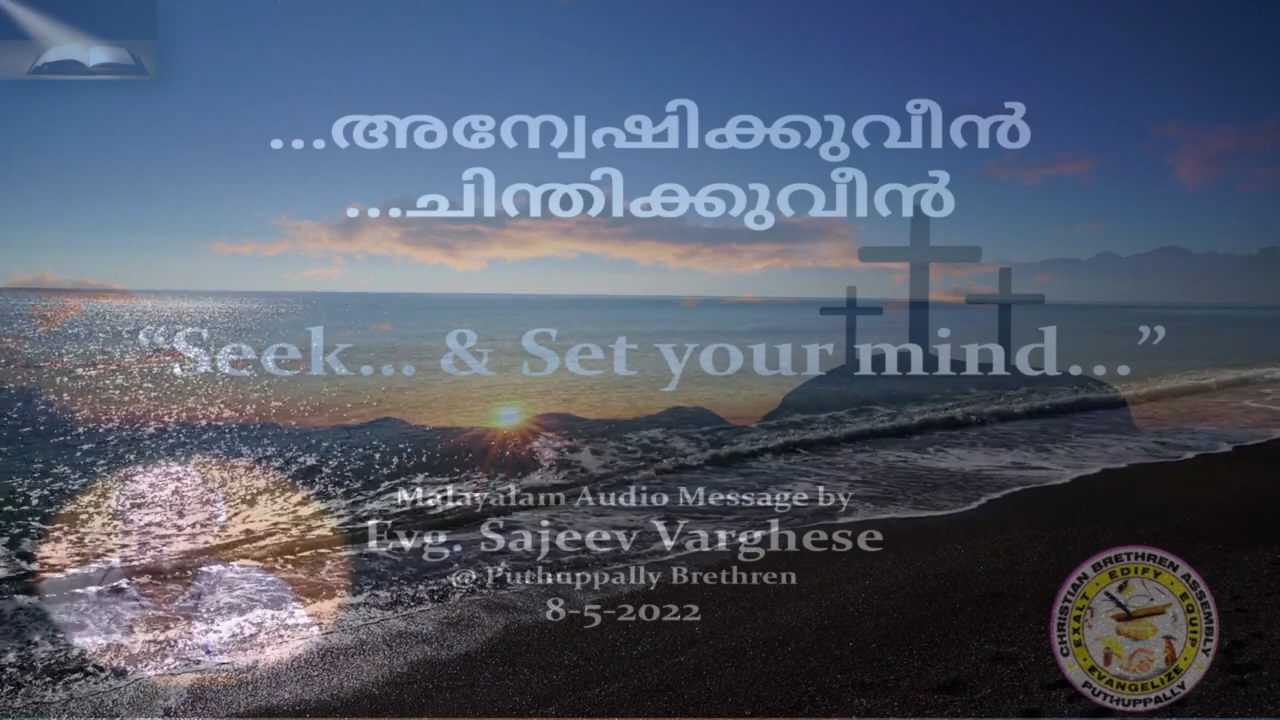 ...അന്വേഷിക്കുവീൻ
...ചിന്തിക്കുവീൻ
“Seek... & Set your mind...”
Malayalam Audio Message by
Evg. Sajeev Varghese
@ Puthuppally Brethren
8-5-2022
CHRISTIAN BRETHREN ASSEMBLY
EXALT • EDIFY • EQUIP
• EVANGELIZE •
PUTHUPPALLY